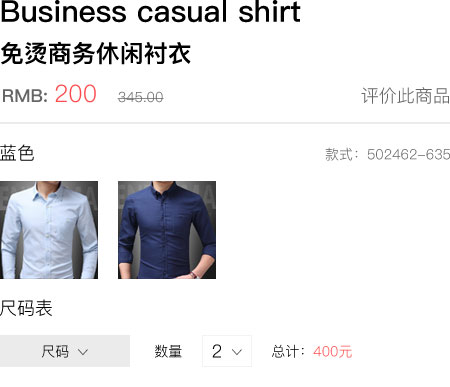 Business casual shirt
免烫商务休闲衬衣
RMB: 200 345.00 评价此商品
蓝色 款式：502462-635
尺码表
尺码 数量 2 总计：400元